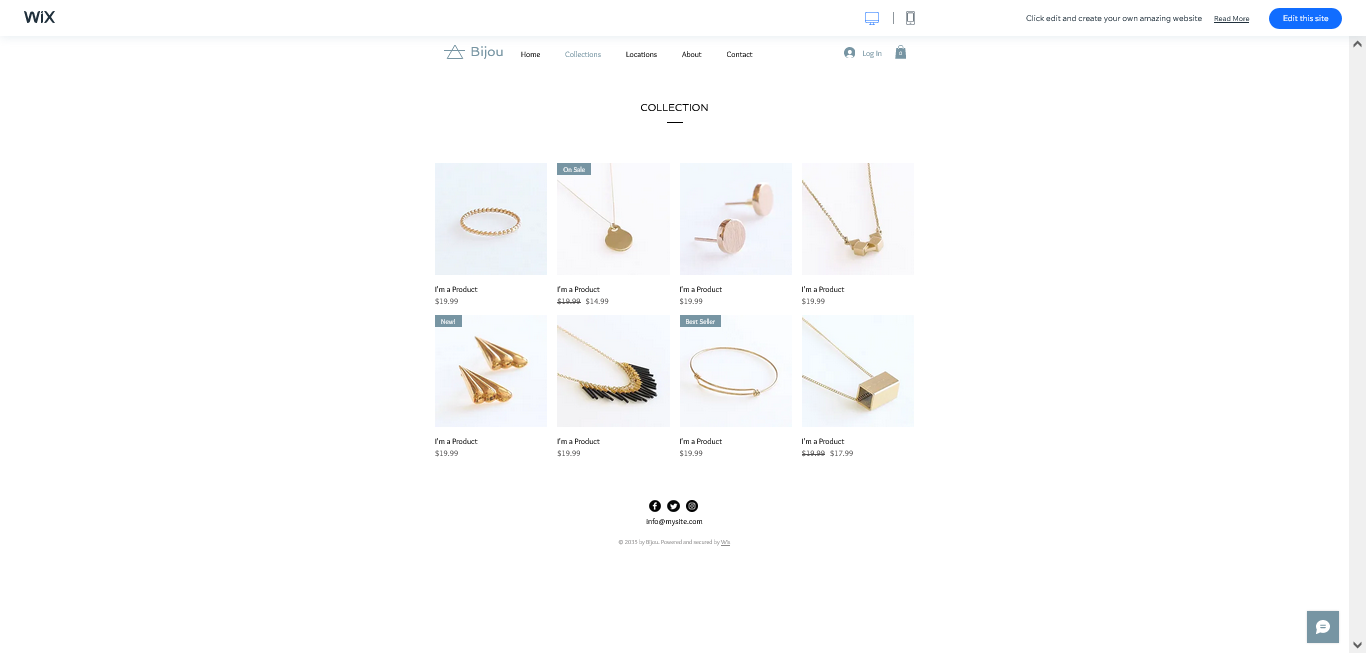 WiX
Click edit and create your own amazing website Read More Edit this site
Bijou
Home Collections Locations About Contact
Log In
0
COLLECTION
On Sale
I'm a Product I'm a Product I'm a Product I'm a Product
$19.99 $19.99 $14.99 $19.99 $19.99
New! Best Seller
I'm a Product I'm a Product I'm a Product I'm a Product
$19.99 $19.99 $19.99 $19.99 $17.99
info@mysite.com
© 2035 by Bijou. Powered and secured by Wix